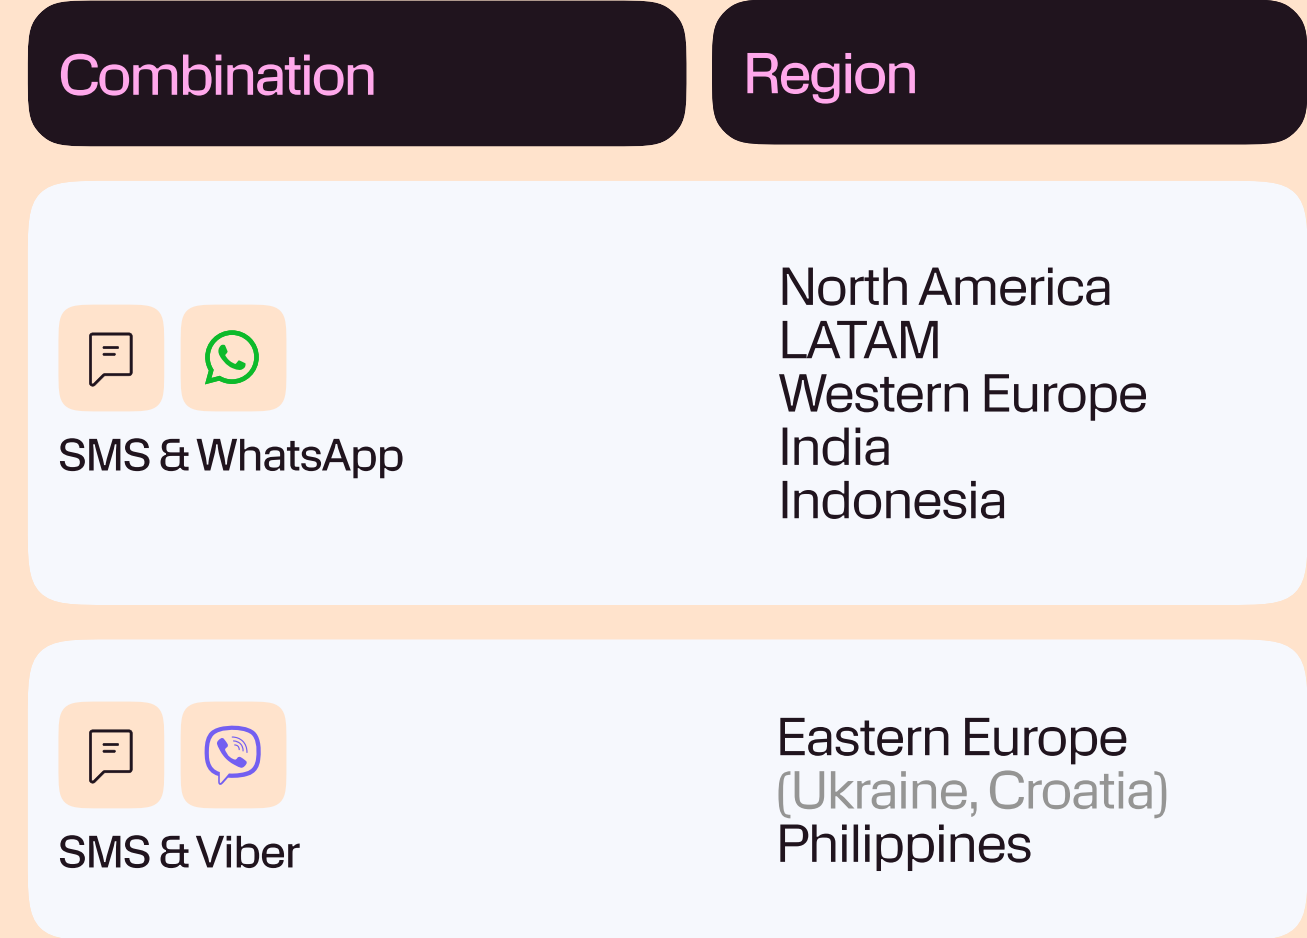 Combination
Region
SMS & WhatsApp
North America
LATAM
Western Europe
India
Indonesia
SMS & Viber
Eastern Europe
(Ukraine, Croatia)
Philippines